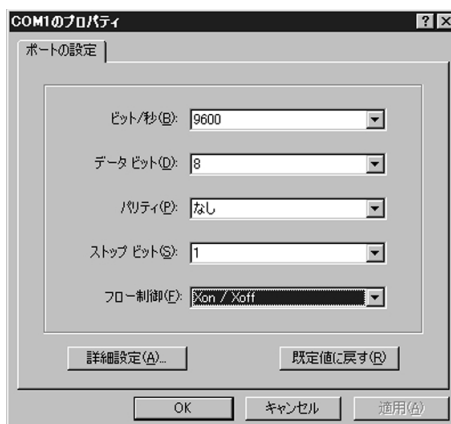 COM1のプロパティ
ポートの設定
ビット/秒(B): 9600
データ ビット(D): 8
パリティ(P): なし
ストップ ビット(S): 1
フロー制御(F): Xon / Xoff
詳細設定(A)... 既定値に戻す(R)
OK キャンセル 適用(A)